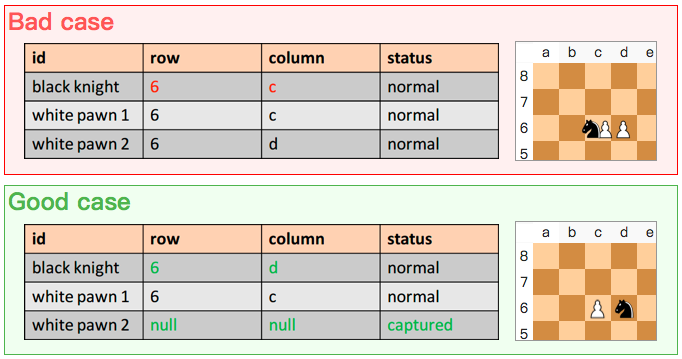 Bad case
id row column status
black knight 6 c normal
white pawn 1 6 c normal
white pawn 2 6 d normal
a b c d e
8
7
6
5
Good case
id row column status
black knight 6 d normal
white pawn 1 6 c normal
white pawn 2 null null captured
a b c d e
8
7
6
5